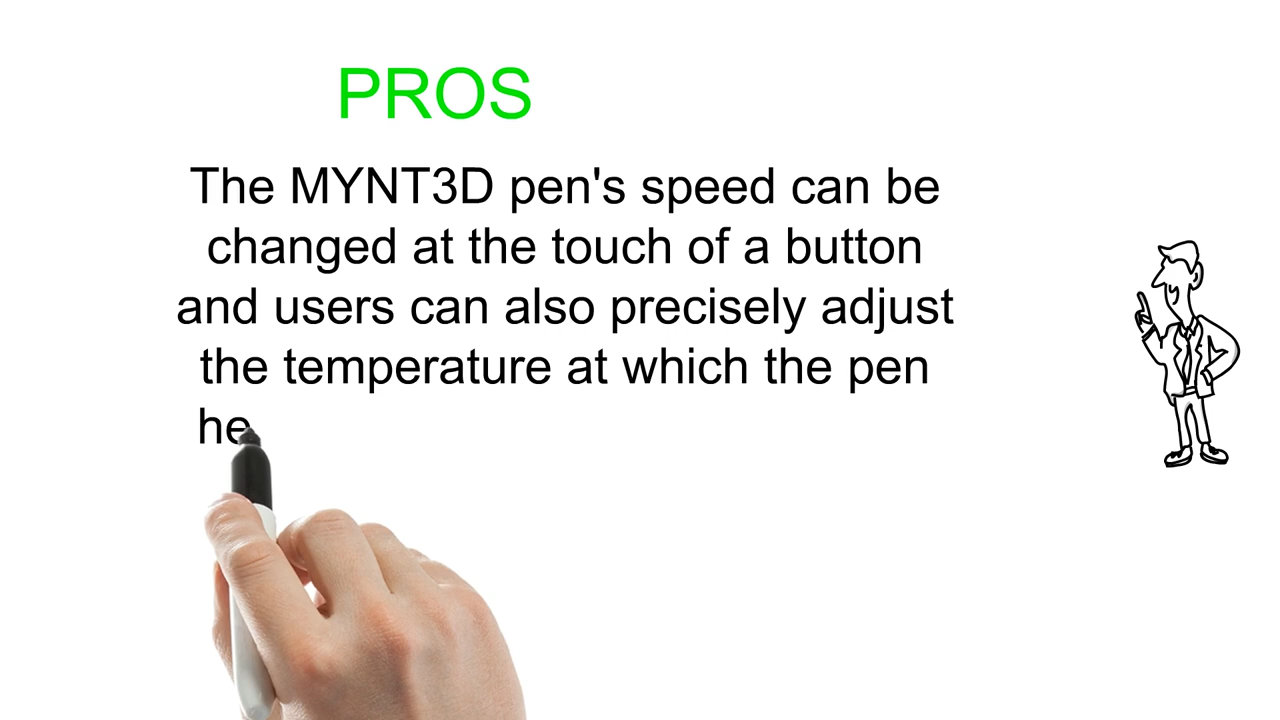 PROS
The MYNT3D pen's speed can be
changed at the touch of a button
and users can also precisely adjust
the temperature at which the pen
he